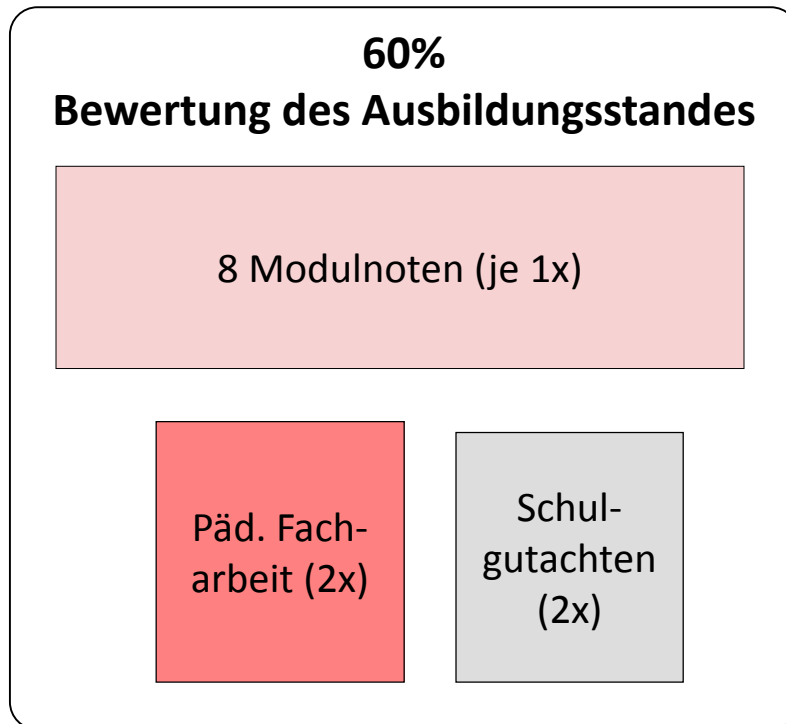 60%
Bewertung des Ausbildungsstandes
8 Modulnoten (je 1x)
Päd. Fach-
arbeit (2x)
Schul-
gutachten
(2x)